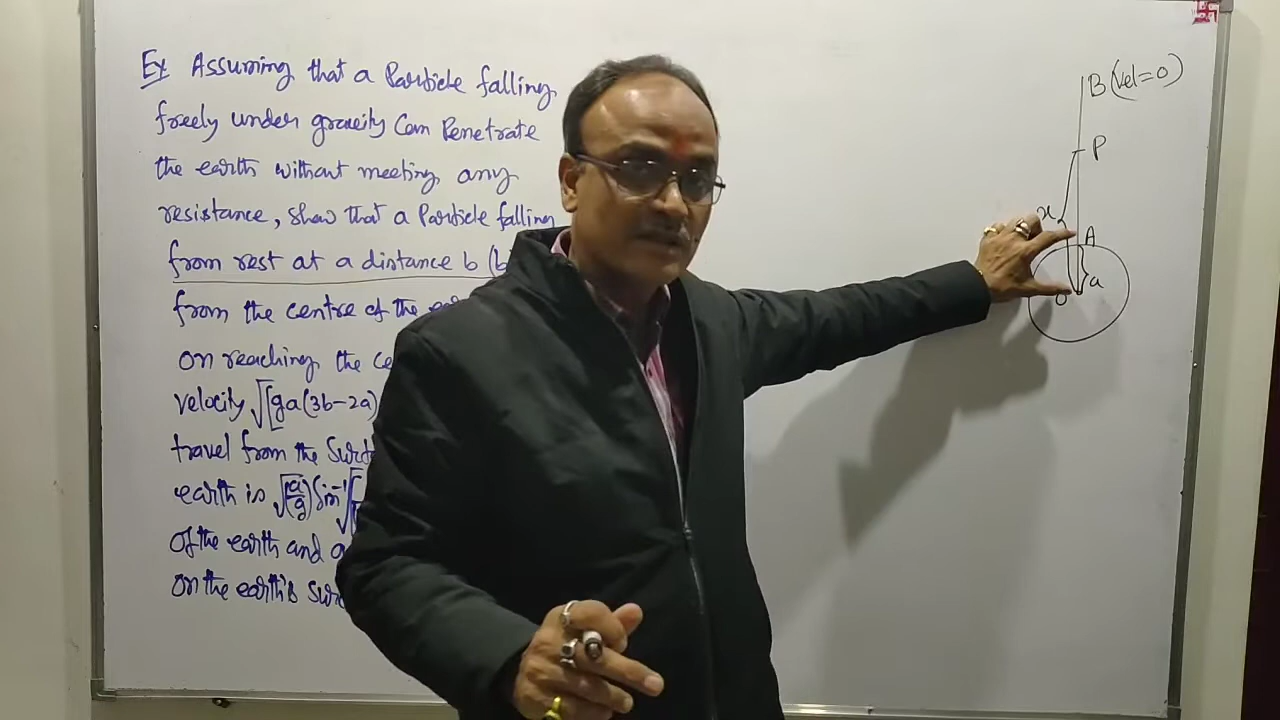 Ex Assuming that a Particle falling
freely under gravity Can Penetrate
the earth without meeting any
resistance, show that a Particle falling
from rest at a distance b (b
from the centre of the
on reaching the
velocity √[ga(3b-2a)
travel from the
earth is √(a/g) Sin⁻¹√[
of the earth and
on the earth's
B (Vel=0)
P
x
A
a
O